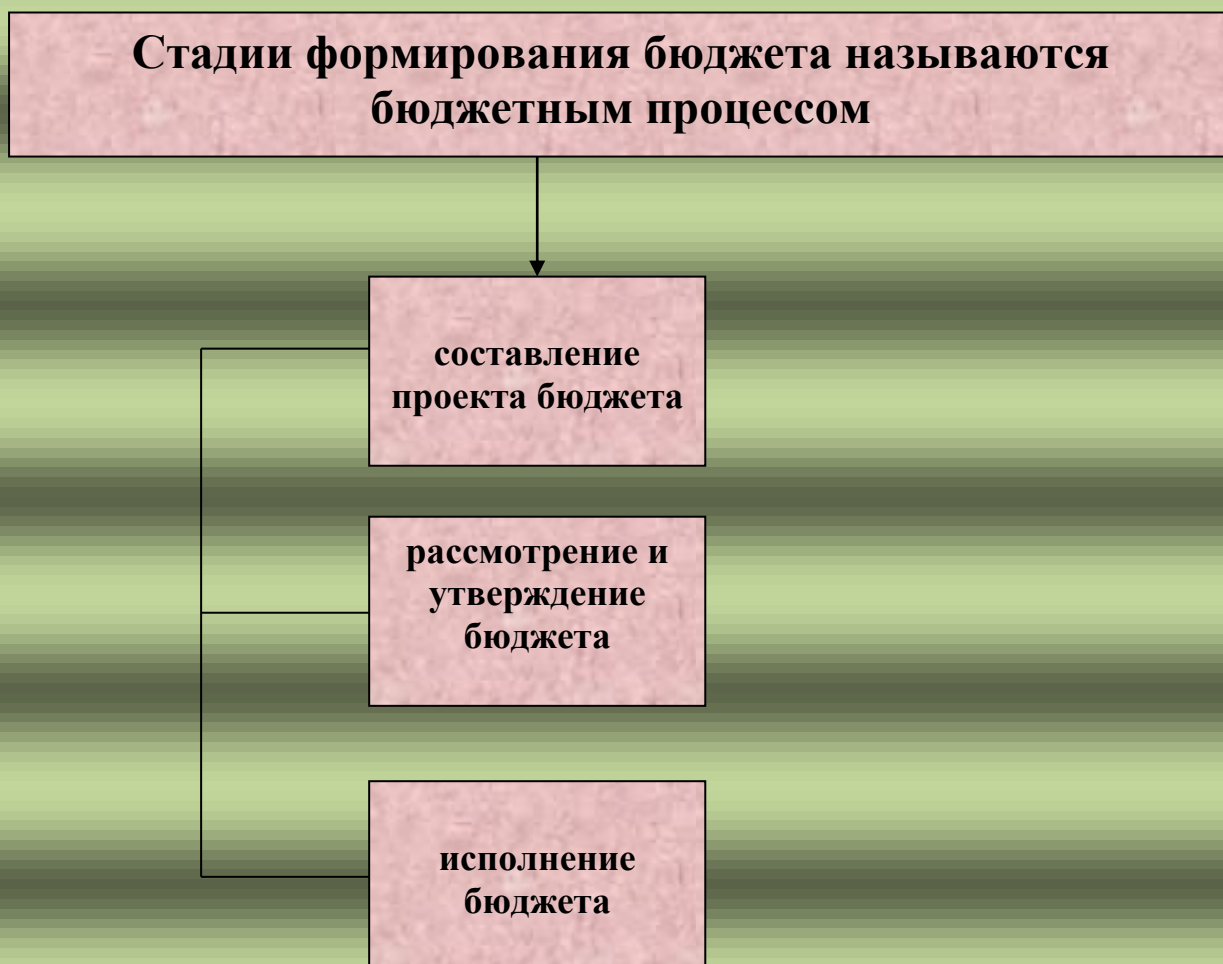 Стадии формирования бюджета называются
бюджетным процессом
составление
проекта бюджета
рассмотрение и
утверждение
бюджета
исполнение
бюджета